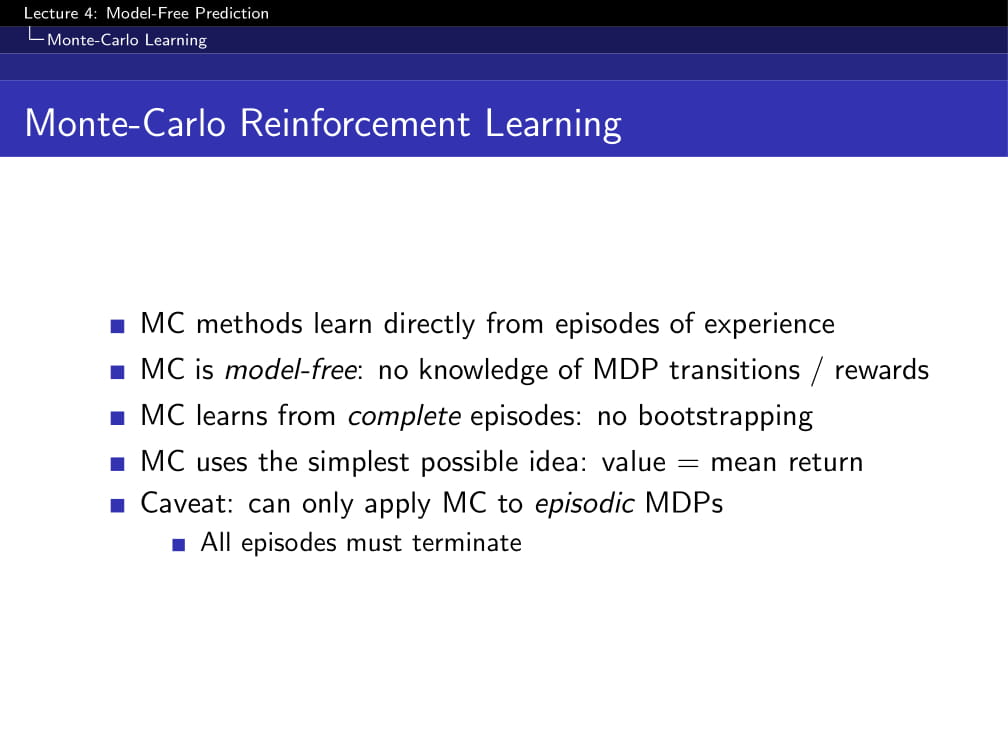 Lecture 4: Model-Free Prediction
Monte-Carlo Learning
Monte-Carlo Reinforcement Learning
MC methods learn directly from episodes of experience
MC is model-free: no knowledge of MDP transitions / rewards
MC learns from complete episodes: no bootstrapping
MC uses the simplest possible idea: value = mean return
Caveat: can only apply MC to episodic MDPs
All episodes must terminate